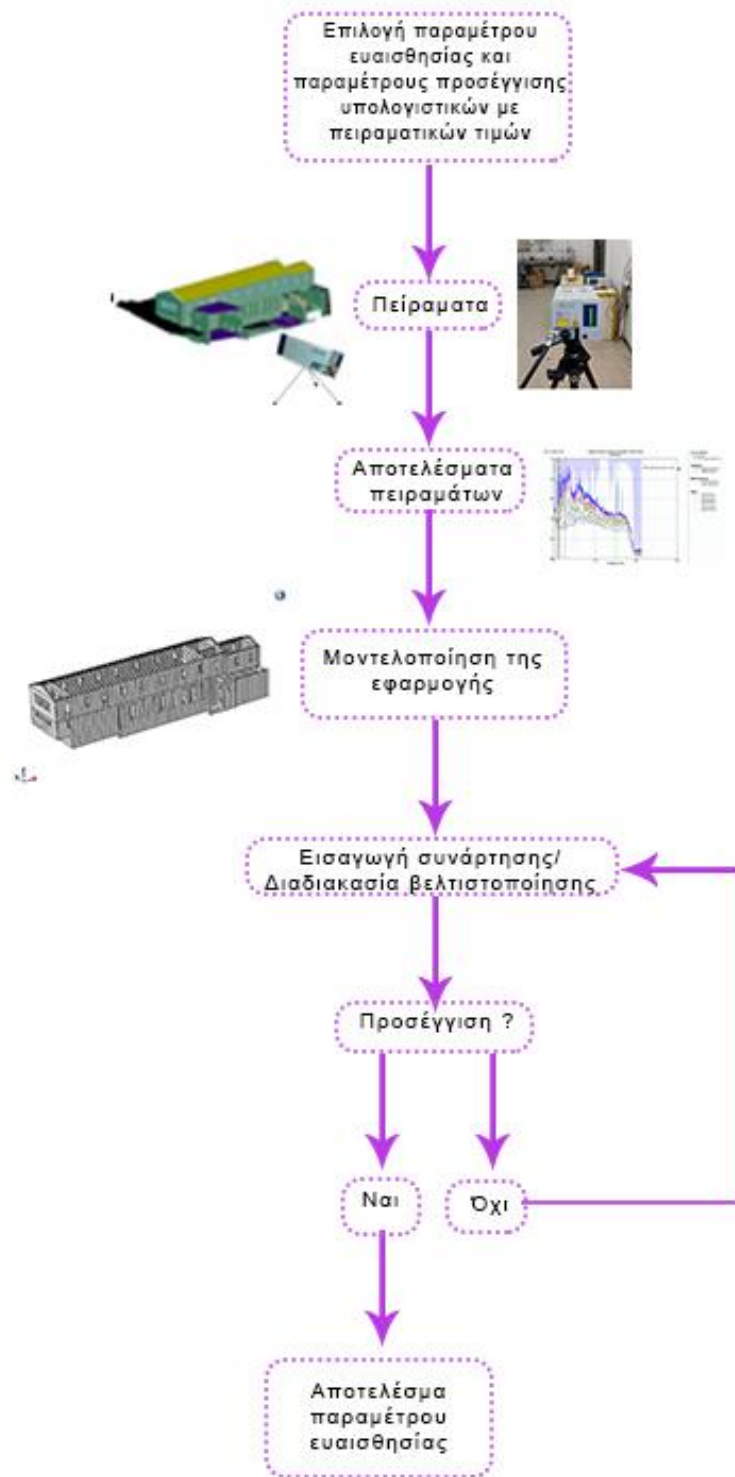 Επιλογή παραμέτρου
ευαισθησίας και
παραμέτρους προσέγγισης
υπολογιστικών με
πειραματικών τιμών
Πείραματα
Αποτελέσματα
πειραμάτων
Μοντελοποίηση της
εφαρμογής
Εισαγωγή συνάρτησης/
Διαδιακασία βελτιστοποίησης
Προσέγγιση ?
Ναι
Όχι
Αποτελέσμα
παραμέτρου
ευαισθησίας